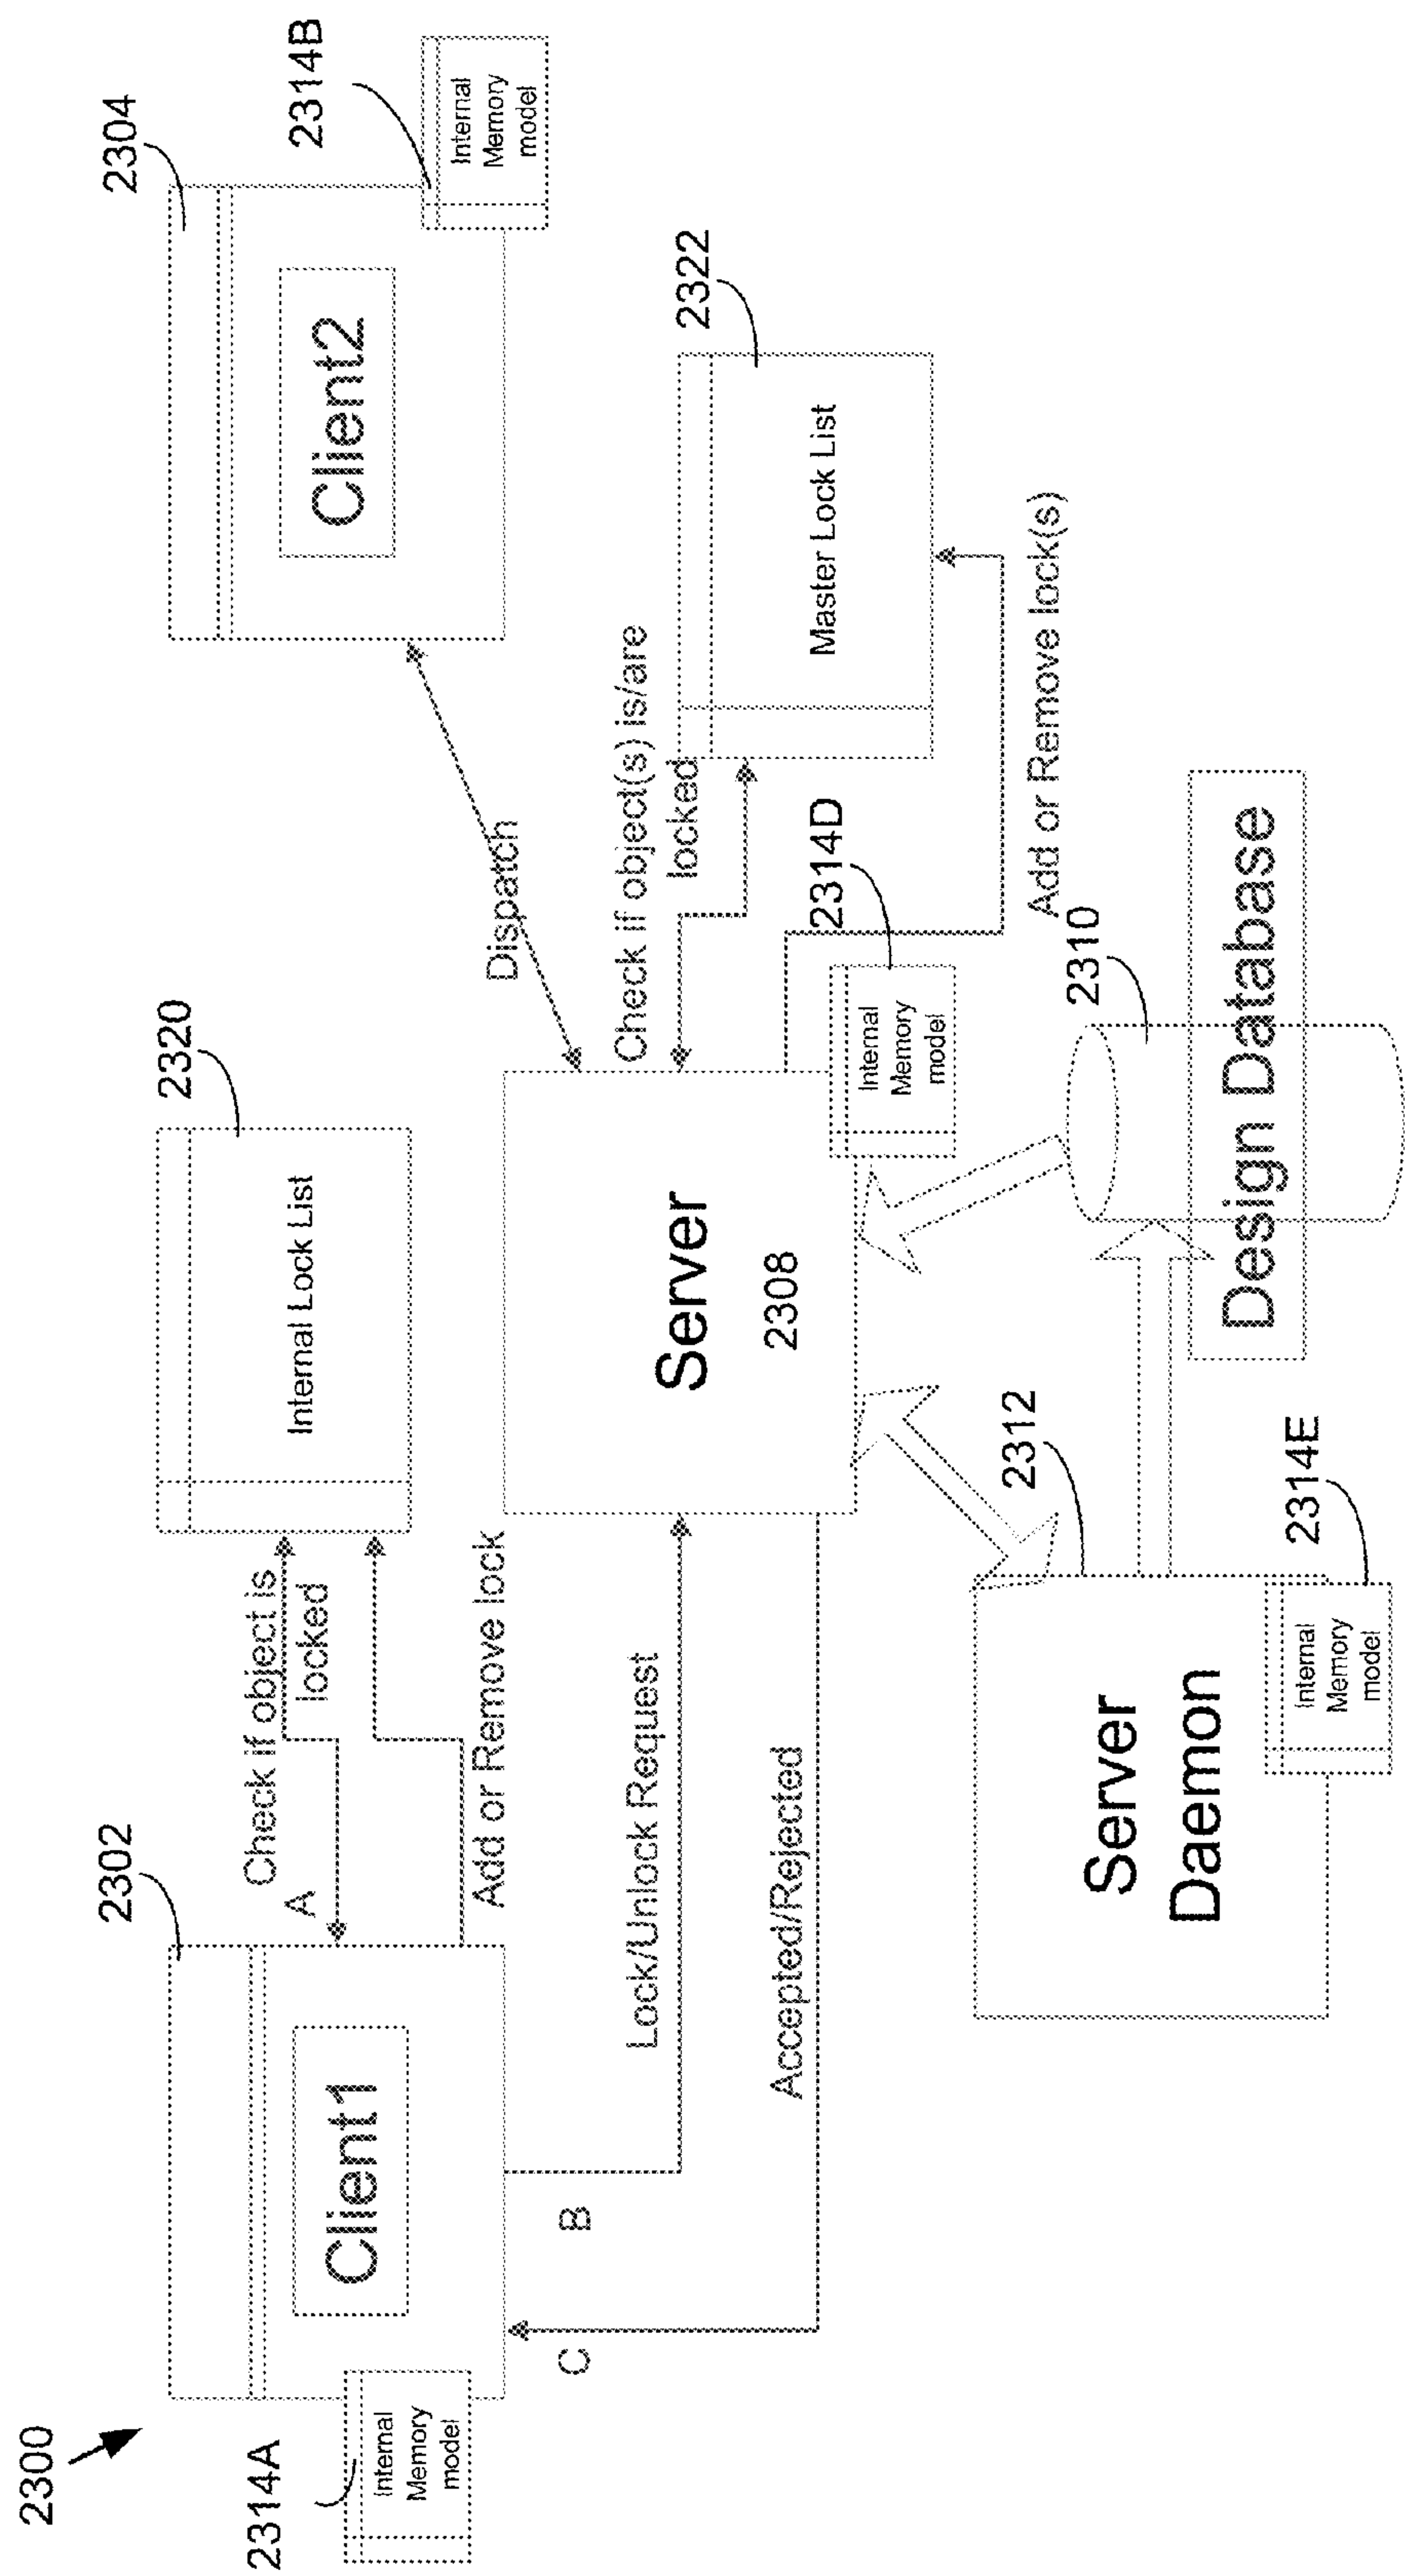 2300
2302
2320
2304
Client1
2314A
Internal
Memory
model
A
Check if object is
locked
Add or Remove lock
Internal Lock List
Client2
2314B
Internal
Memory
model
B
Lock/Unlock Request
C
Accepted/Rejected
Server
2308
Dispatch
Check if object(s) is/are
locked
2322
Master Lock List
Add or Remove lock(s)
2314D
Internal
Memory
model
2312
Server
Daemon
2314E
Internal
Memory
model
2310
Design Database